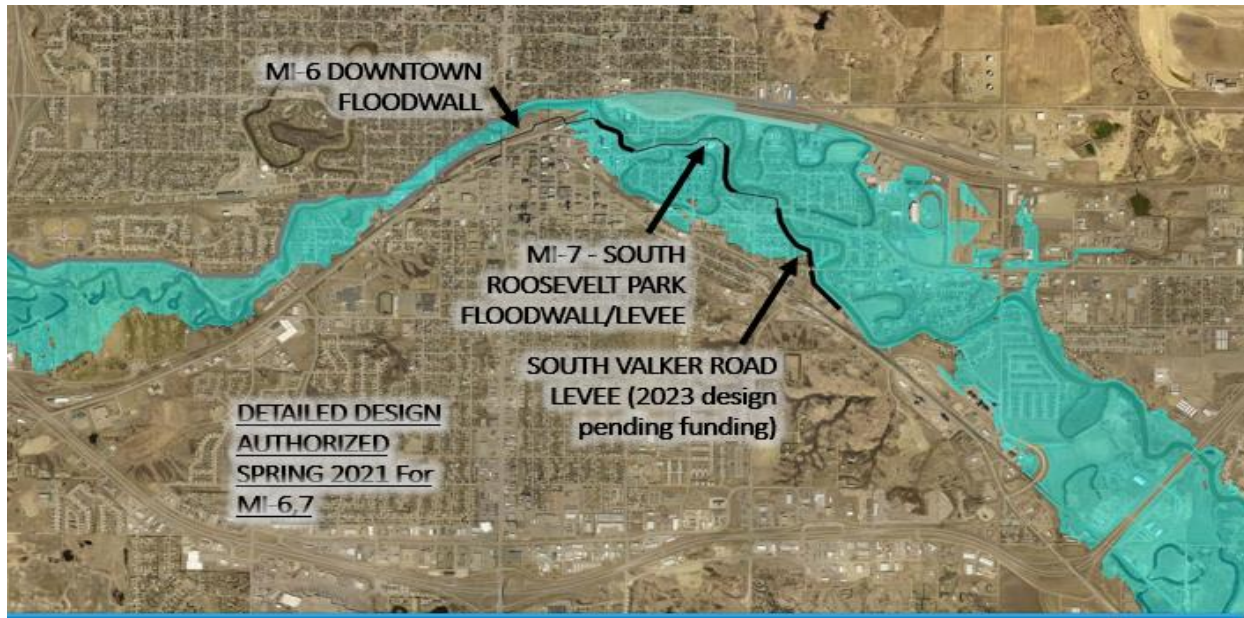 MI-6 DOWNTOWN
FLOODWALL
MI-7 - SOUTH
ROOSEVELT PARK
FLOODWALL/LEVEE
SOUTH VALKER ROAD
LEVEE (2023 design
pending funding)
DETAILED DESIGN
AUTHORIZED
SPRING 2021 For
MI-6,7